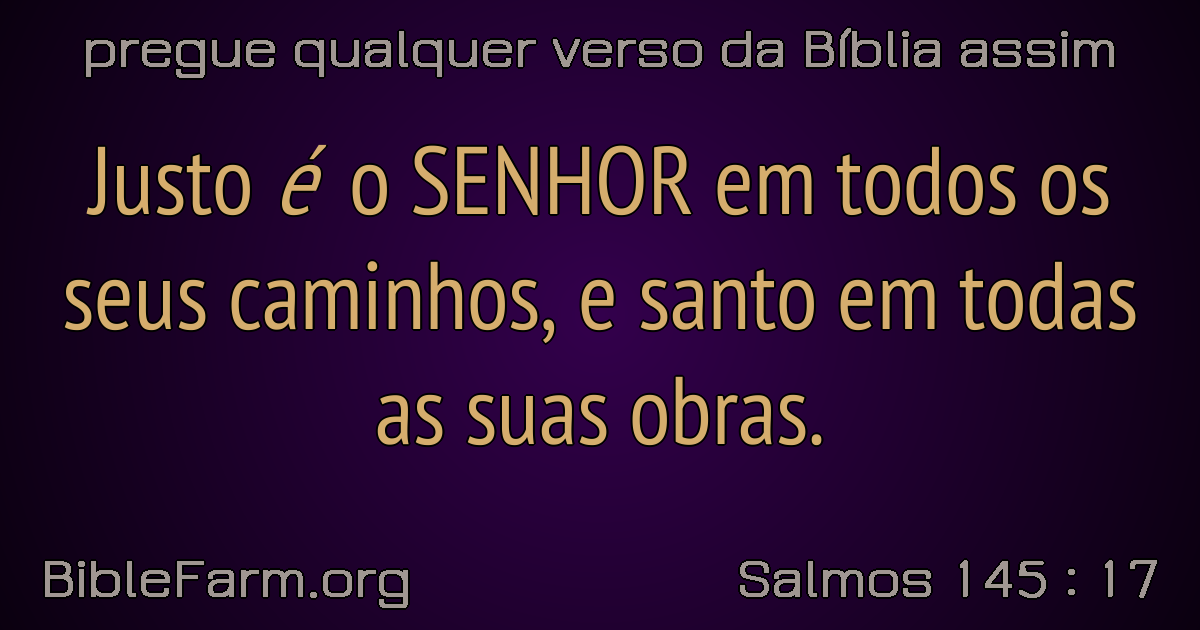 pregue qualquer verso da Bíblia assim
Justo é o SENHOR em todos os
seus caminhos, e santo em todas
as suas obras.
BibleFarm.org
Salmos 145 : 17